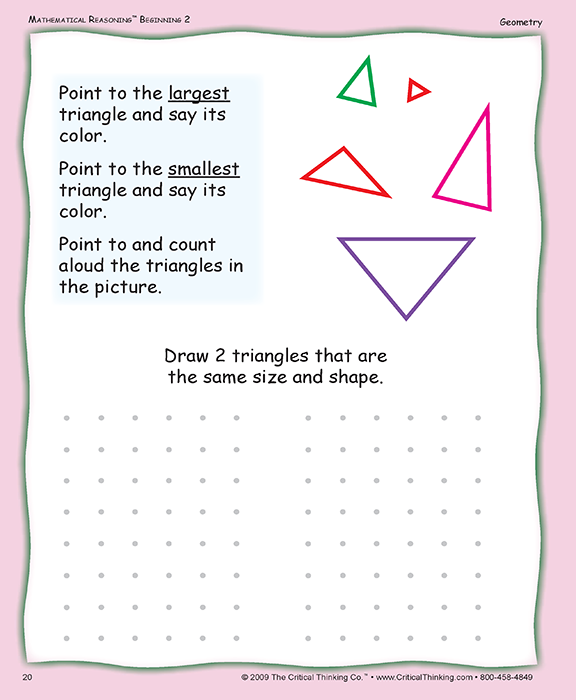 MATHEMATICAL REASONING™ BEGINNING 2
Geometry
Point to the largest
triangle and say its
color.
Point to the smallest
triangle and say its
color.
Point to and count
aloud the triangles in
the picture.
Draw 2 triangles that are
the same size and shape.
20
© 2009 The Critical Thinking Co.™ • www.CriticalThinking.com • 800-458-4849